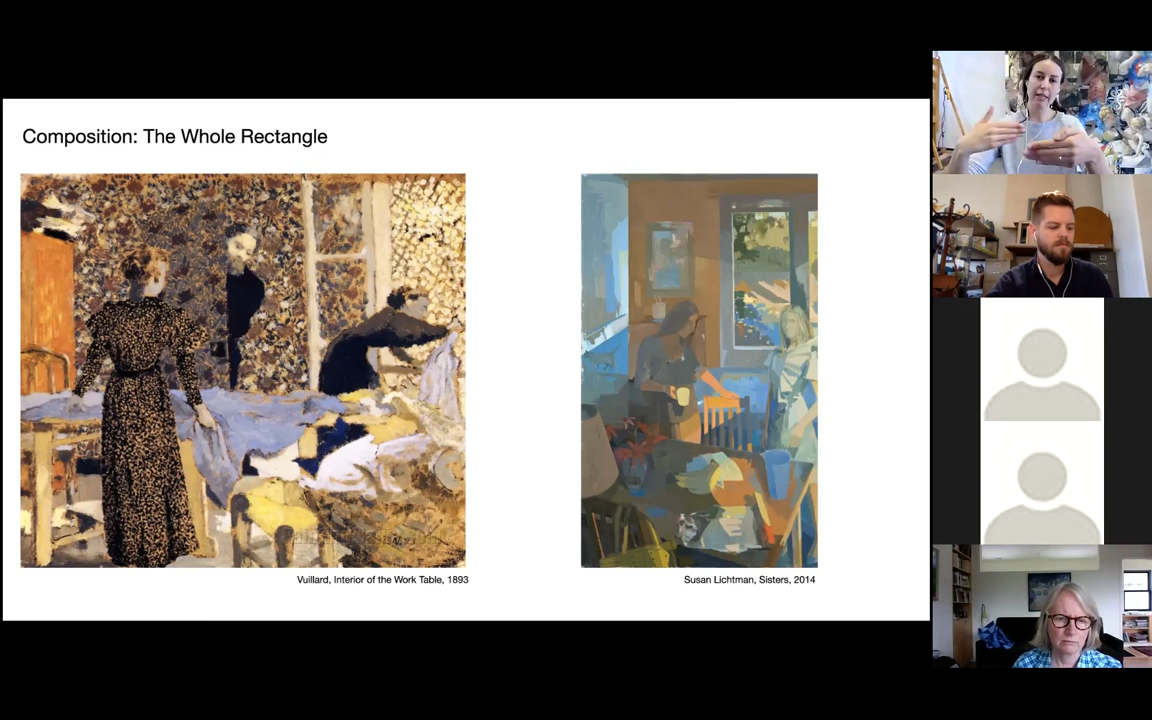 Composition: The Whole Rectangle
Vuillard, Interior of the Work Table, 1893
Susan Lichtman, Sisters, 2014